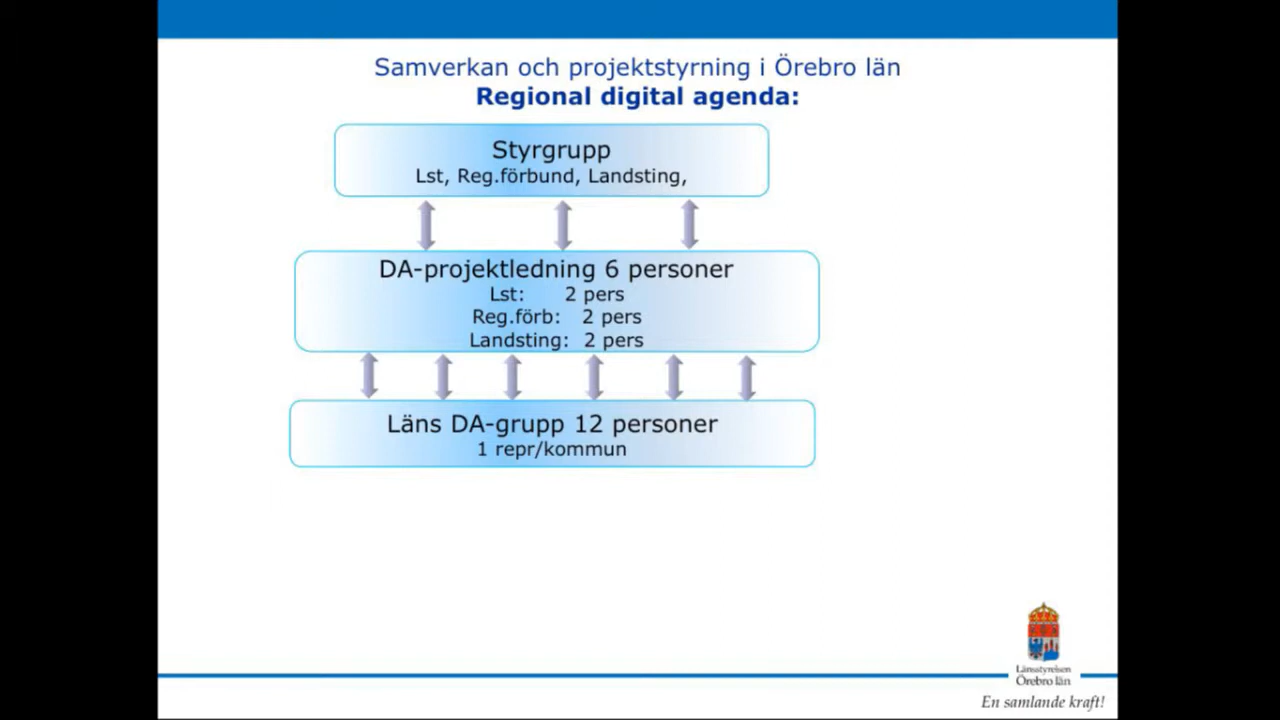 Samverkan och projektstyrning i Örebro län
Regional digital agenda:
Styrgrupp
Lst, Reg.förbund, Landsting,
DA-projektledning 6 personer
Lst: 2 pers
Reg.förb: 2 pers
Landsting: 2 pers
Läns DA-grupp 12 personer
1 repr/kommun
Länsstyrelsen
Örebro län
En samlande kraft!